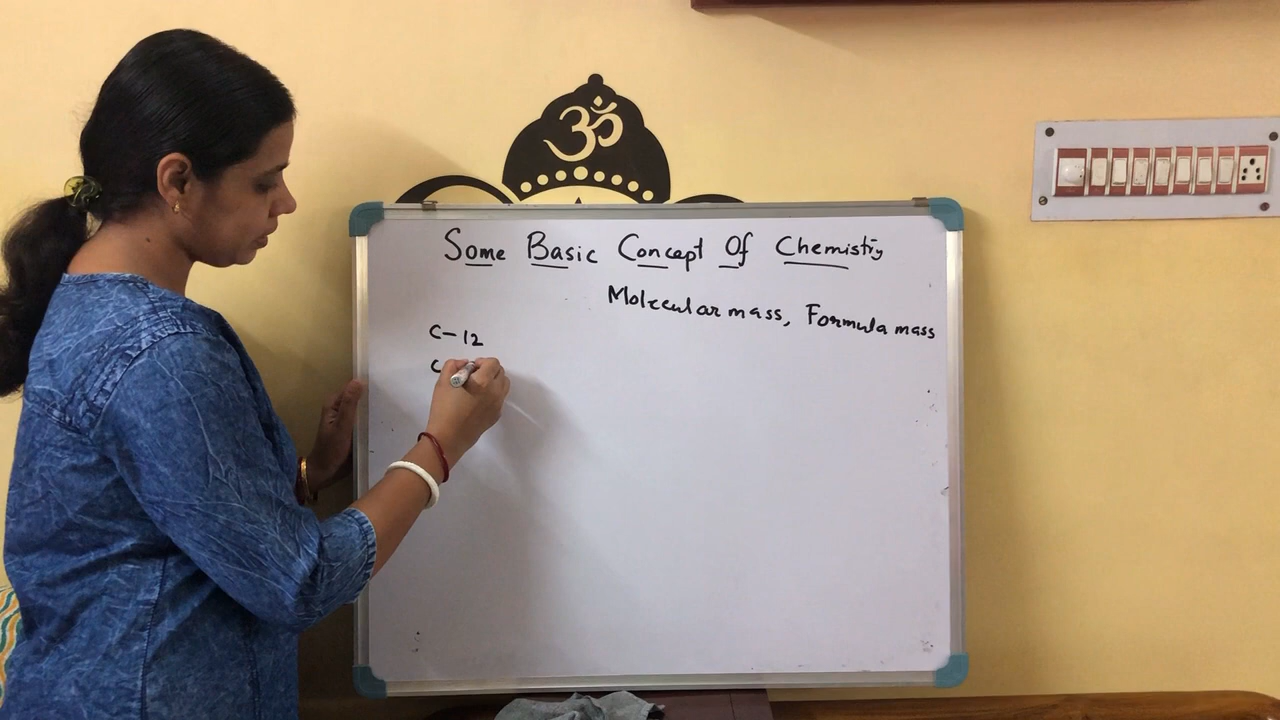 ॐ
Some Basic Concept Of Chemistry
Molecular mass, Formula mass
C-12
C